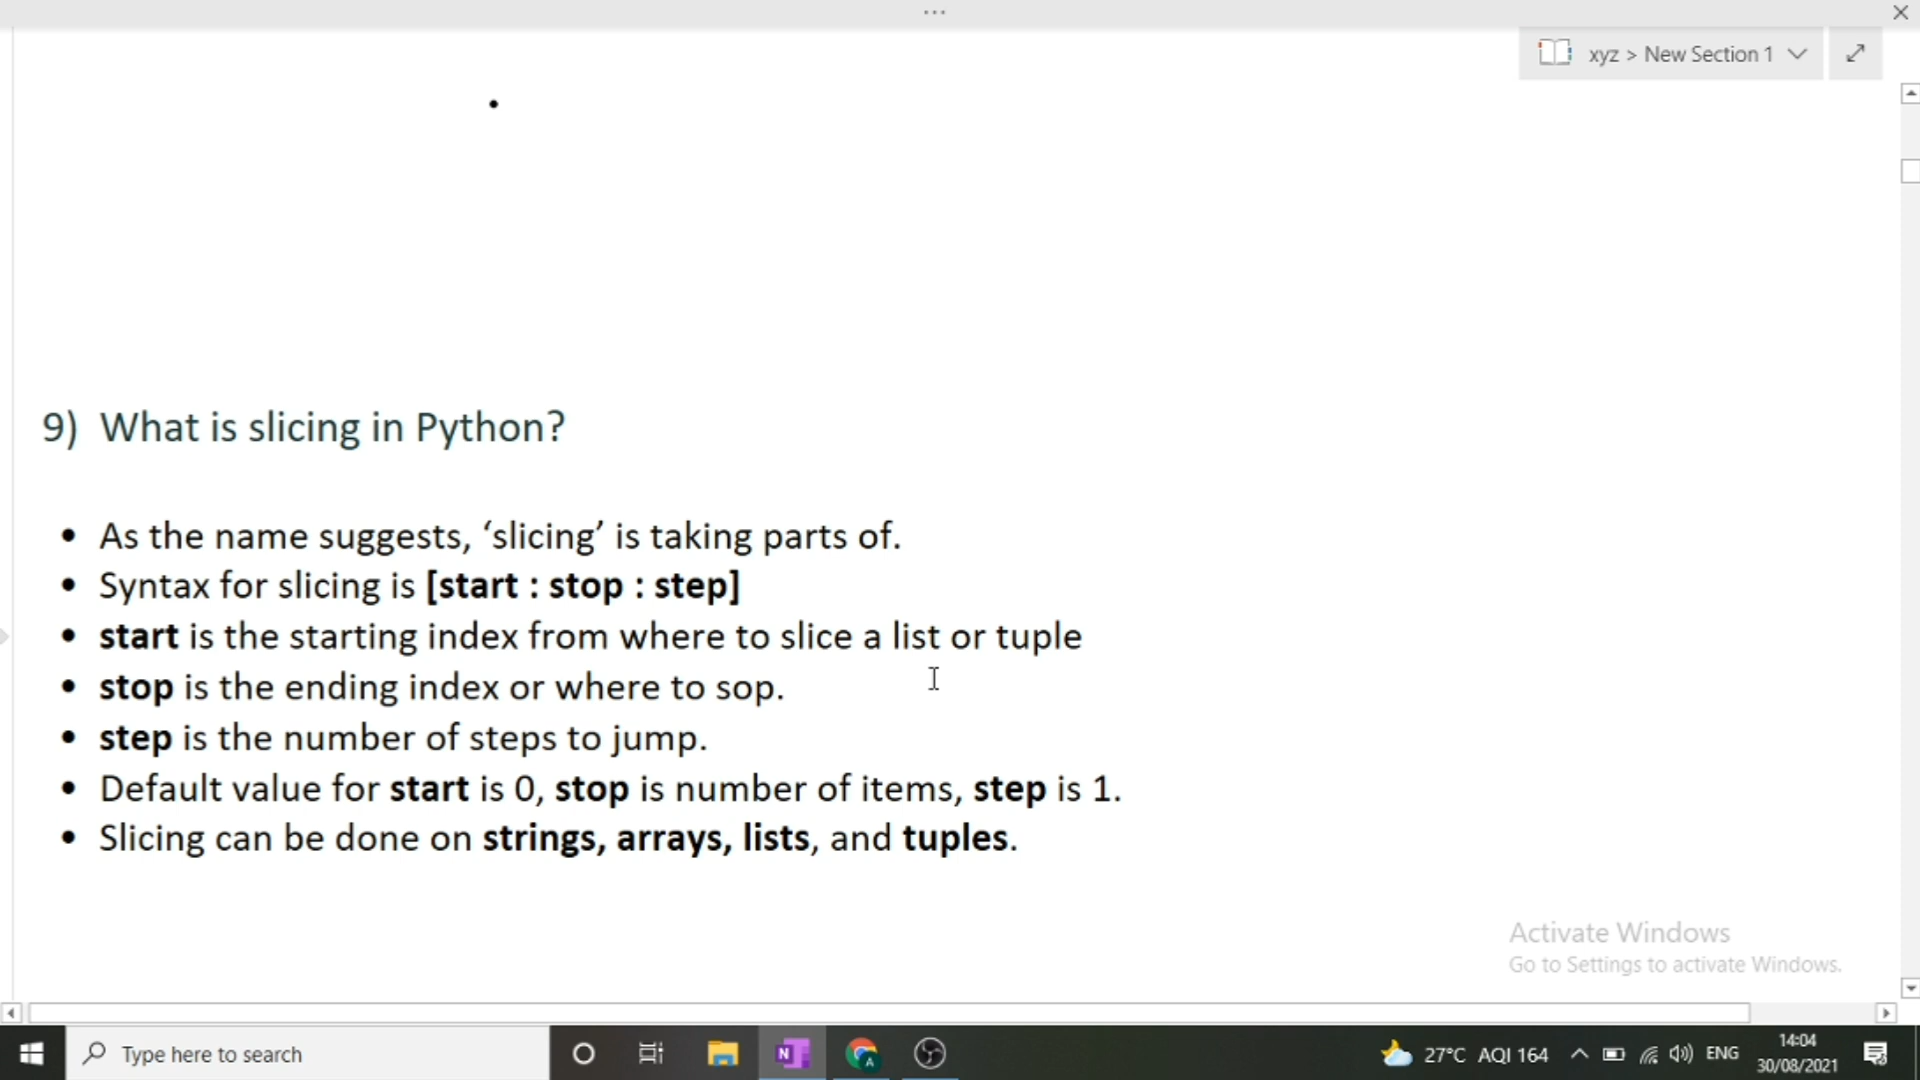 xyz > New Section 1
9) What is slicing in Python?
• As the name suggests, ‘slicing’ is taking parts of.
• Syntax for slicing is [start : stop : step]
• start is the starting index from where to slice a list or tuple
• stop is the ending index or where to sop.
• step is the number of steps to jump.
• Default value for start is 0, stop is number of items, step is 1.
• Slicing can be done on strings, arrays, lists, and tuples.
Activate Windows
Go to Settings to activate Windows.
Type here to search
N
A
27°C AQI 164
ENG
14:04
30/08/2021